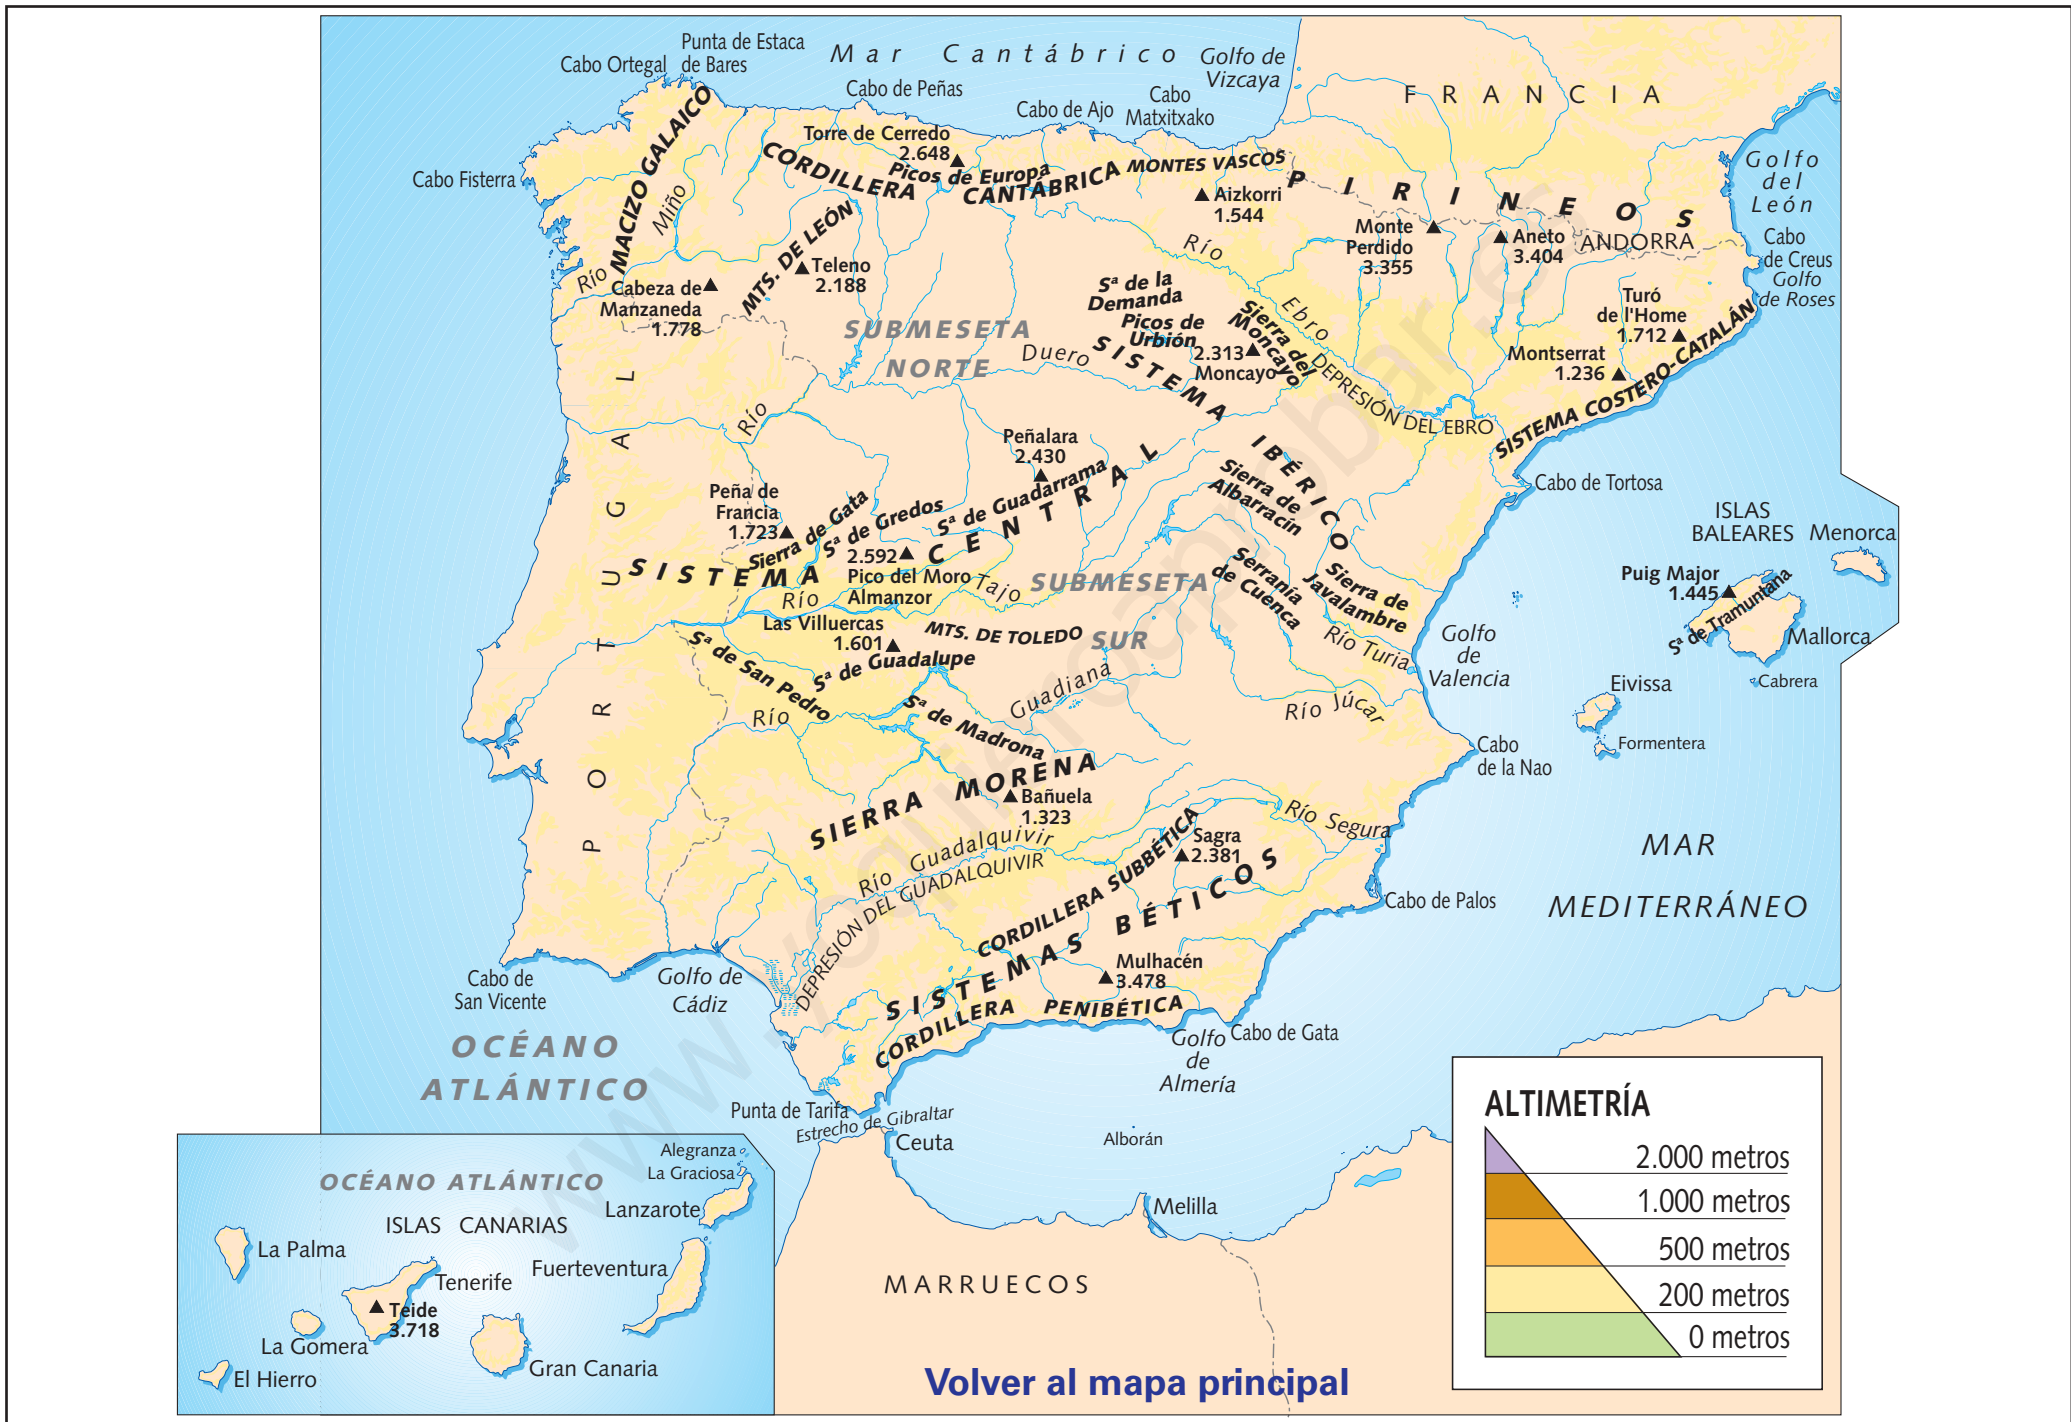 Punta de Estaca
de Bares
Cabo Ortegal
Mar Cantábrico
Golfo de
Vizcaya
Cabo de Peñas
Cabo de Ajo
Cabo
Matxitxako
FRANCIA
Cabo Fisterra
MACIZO GALAICO
Torre de Cerredo
2.648
Picos de Europa
CORDILLERA CANTÁBRICA
MONTES VASCOS
Aizkorri
1.544
PIRINEOS
Monte
Perdido
3.355
Aneto
3.404
ANDORRA
Golfo
del
León
Cabo
de Creus
Golfo
de Roses
Río Miño
Cabeza de
Manzaneda
1.778
MTS. DE LEÓN
Teleno
2.188
SUBMESETA
NORTE
Río Duero
Sª de la
Demanda
Picos de
Urbión
2.313
Moncayo
Sierra del
Moncayo
Río Ebro
DEPRESIÓN DEL EBRO
Turó
de l'Home
1.712
Montserrat
1.236
SISTEMA COSTERO-CATALÁN
SISTEMA IBÉRICO
Cabo de Tortosa
PORTUGAL
Peñalara
2.430
Peña de
Francia
1.723
Sierra de Gata
Sª de Gredos
Sª de Guadarrama
SISTEMA CENTRAL
2.592
Pico del Moro
Almanzor
Sierra de
Albarracín
Serranía
de Cuenca
Sierra de
Javalambre
Río Tajo
SUBMESETA
SUR
Las Villuercas
1.601
MTS. DE TOLEDO
Sª de Guadalupe
Sª de San Pedro
Río Guadiana
Río Turia
Río Júcar
Golfo
de
Valencia
ISLAS
BALEARES
Menorca
Puig Major
1.445
Sª de Tramuntana
Mallorca
Cabrera
Eivissa
Formentera
Cabo
de la Nao
Sª de Madrona
SIERRA MORENA
Bañuela
1.323
Río Guadalquivir
DEPRESIÓN DEL GUADALQUIVIR
Río Segura
Sagra
2.381
CORDILLERA SUBBÉTICA
SISTEMAS BÉTICOS
Mulhacén
3.478
CORDILLERA PENIBÉTICA
Cabo de Palos
MAR
MEDITERRÁNEO
Cabo de
San Vicente
Golfo de
Cádiz
OCÉANO
ATLÁNTICO
Golfo
de
Almería
Cabo de Gata
Punta de Tarifa
Estrecho de Gibraltar
Ceuta
Alborán
Melilla
MARRUECOS
OCÉANO ATLÁNTICO
ISLAS CANARIAS
Alegranza
La Graciosa
Lanzarote
Fuerteventura
La Palma
Tenerife
Teide
3.718
La Gomera
El Hierro
Gran Canaria
ALTIMETRÍA
2.000 metros
1.000 metros
500 metros
200 metros
0 metros
Volver al mapa principal
www.yoquieroaprobar.es